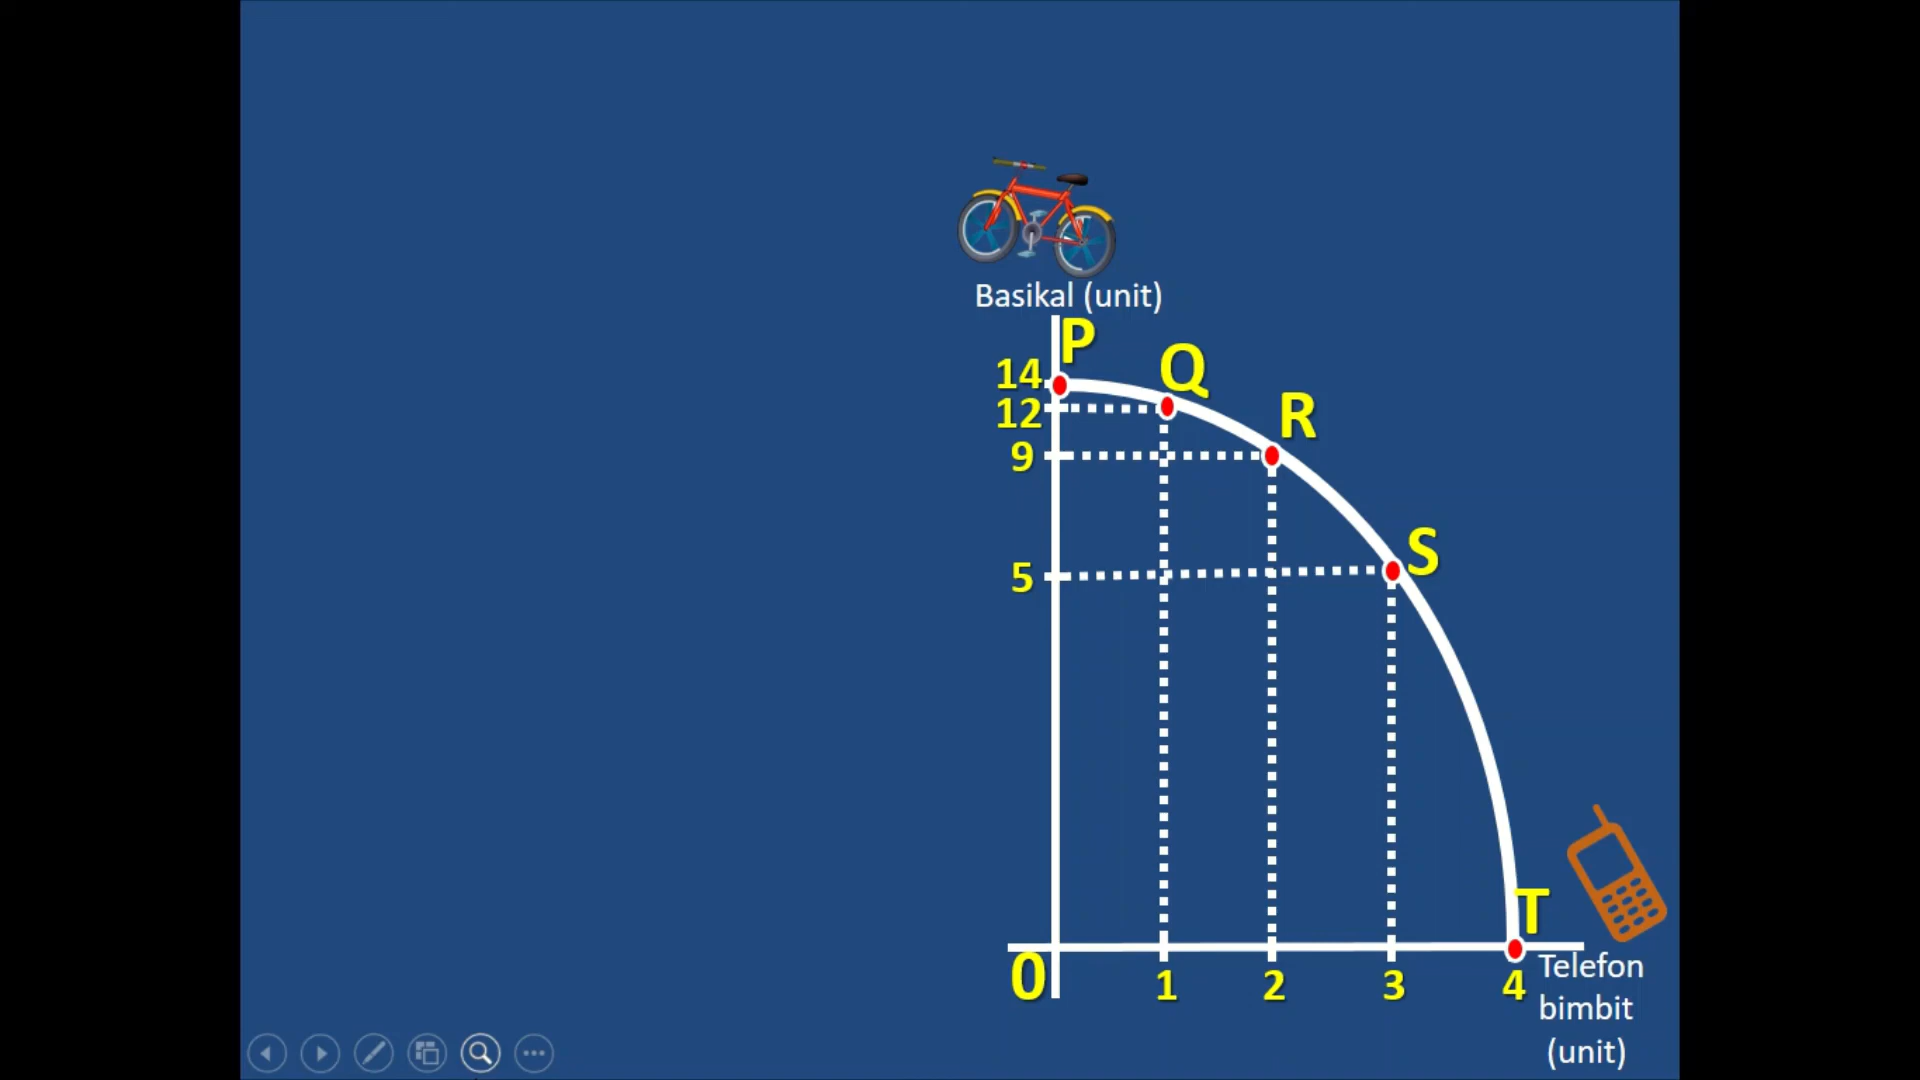 Basikal (unit)
P
Q
14
12
R
9
S
5
T
0
1
2
3
4
Telefon
bimbit
(unit)